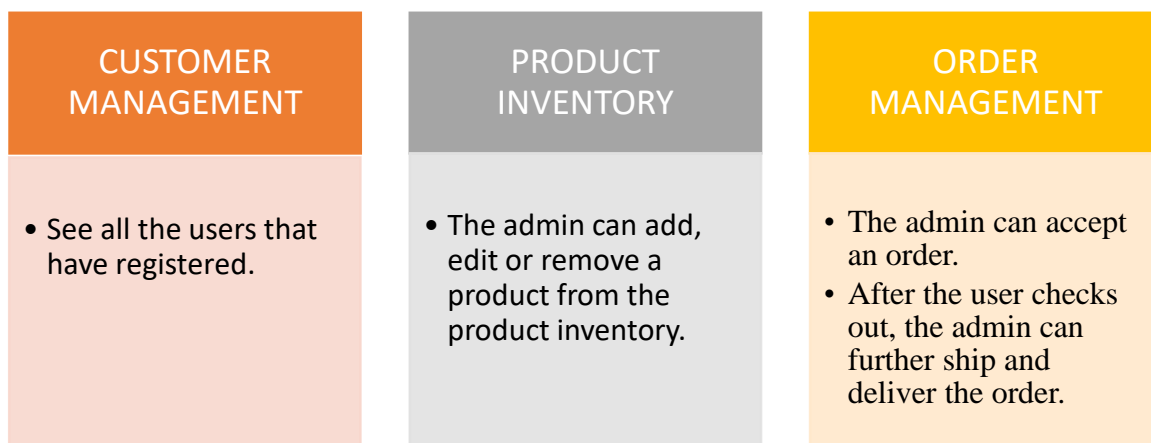 CUSTOMER
MANAGEMENT
• See all the users that
have registered.
PRODUCT
INVENTORY
• The admin can add,
edit or remove a
product from the
product inventory.
ORDER
MANAGEMENT
• The admin can accept
an order.
• After the user checks
out, the admin can
further ship and
deliver the order.